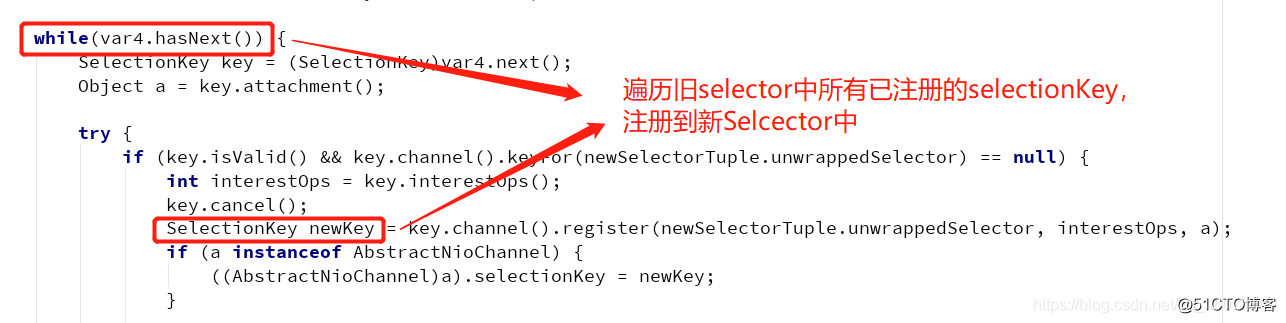 while(var4.hasNext()) {
SelectionKey key = (SelectionKey)var4.next();
Object a = key.attachment();
遍历旧selector中所有已注册的selectionKey,
注册到新Selcector中
try {
if (key.isValid() && key.channel().keyFor(newSelectorTuple.unwrappedSelector) == null) {
int interestOps = key.interestOps();
key.cancel();
SelectionKey newKey = key.channel().register(newSelectorTuple.unwrappedSelector, interestOps, a);
if (a instanceof AbstractNioChannel) {
((AbstractNioChannel)a).selectionKey = newKey;
}
https://blog.csdn.net/
@51CTO博客